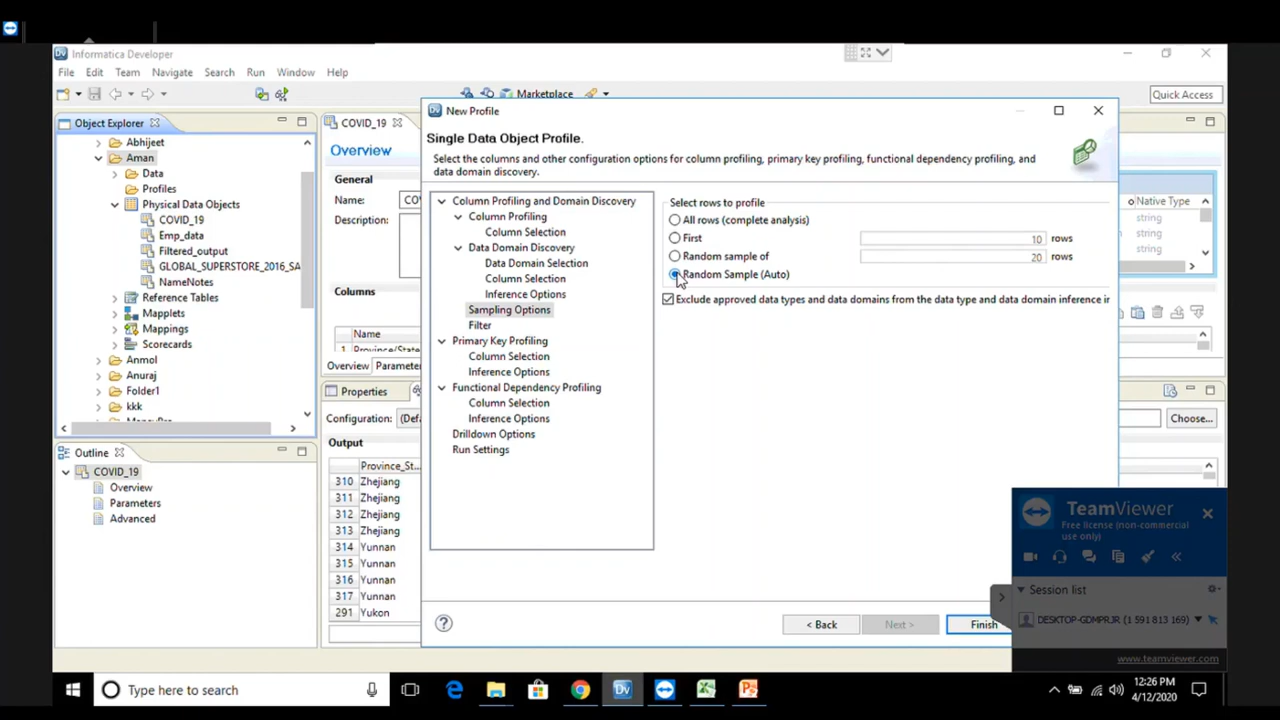 Informatica Developer
File Edit Team Navigate Search Run Window Help
Marketplace
Quick Access
Object Explorer
Abhijeet
Aman
Data
Profiles
Physical Data Objects
COVID_19
Emp_data
Filtered_output
GLOBAL_SUPERSTORE_2016_SA
NameNotes
Reference Tables
Mapplets
Mappings
Scorecards
Anmol
Anuraj
Folder1
kkk
Outline
COVID_19
Overview
Parameters
Advanced
COVID_19
Overview
General
Name: COV
Description:
Columns
Name
1 Province/State
Overview Paramete
Properties
Configuration: (Def
Output
Province_St...
310 Zhejiang
311 Zhejiang
312 Zhejiang
313 Zhejiang
314 Yunnan
315 Yunnan
316 Yunnan
317 Yunnan
291 Yukon
New Profile
Single Data Object Profile.
Select the columns and other configuration options for column profiling, primary key profiling, functional dependency profiling, and
data domain discovery.
Column Profiling and Domain Discovery
Column Profiling
Column Selection
Data Domain Discovery
Data Domain Selection
Column Selection
Inference Options
Sampling Options
Filter
Primary Key Profiling
Column Selection
Inference Options
Functional Dependency Profiling
Column Selection
Inference Options
Drilldown Options
Run Settings
Select rows to profile
All rows (complete analysis)
First 10 rows
Random sample of 20 rows
Random Sample (Auto)
Exclude approved data types and data domains from the data type and data domain inference in
< Back Next > Finish
Native Type
string
string
string
Choose...
TeamViewer
Free license (non-commercial
use only)
Session list
DESKTOP-GDMPRJR (1 591 813 169)
www.teamviewer.com
Type here to search
12:26 PM
4/12/2020